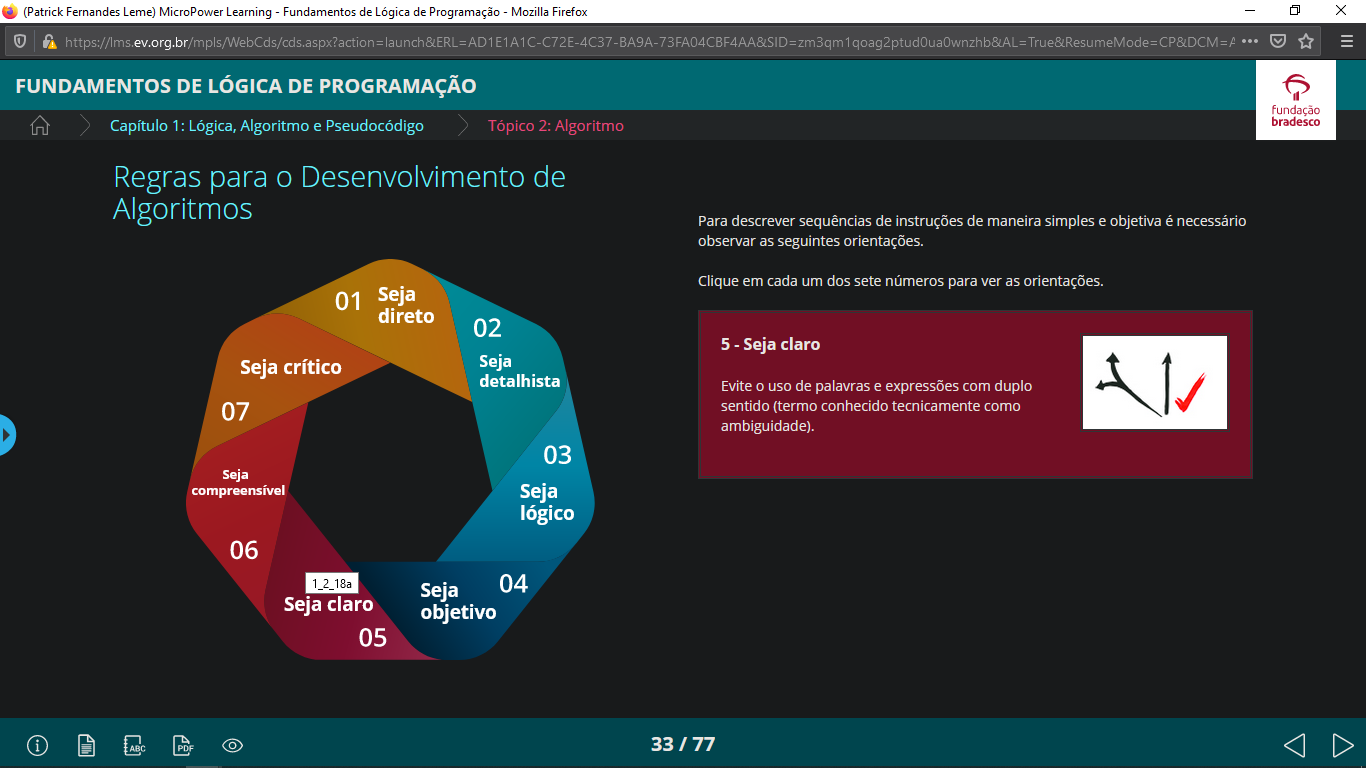 (Patrick Fernandes Leme) MicroPower Learning - Fundamentos de Lógica de Programação - Mozilla Firefox
https://lms.ev.org.br/mpls/WebCds/cds.aspx?action=launch&ERL=AD1E1A1C-C72E-4C37-BA9A-73FA04CBF4AA&SID=zm3qm1qoag2ptud0ua0wnzhb&AL=True&ResumeMode=CP&DCM=A
FUNDAMENTOS DE LÓGICA DE PROGRAMAÇÃO
fundação
bradesco
Capítulo 1: Lógica, Algoritmo e Pseudocódigo
Tópico 2: Algoritmo
Regras para o Desenvolvimento de
Algoritmos
01 Seja
direto
02
Seja
detalhista
03
Seja
lógico
04
Seja
objetivo
1_2_18a
Seja claro
05
Seja
compreensível
06
Seja crítico
07
Para descrever sequências de instruções de maneira simples e objetiva é necessário
observar as seguintes orientações.
Clique em cada um dos sete números para ver as orientações.
5 - Seja claro
Evite o uso de palavras e expressões com duplo
sentido (termo conhecido tecnicamente como
ambiguidade).
ABC
PDF
33 / 77